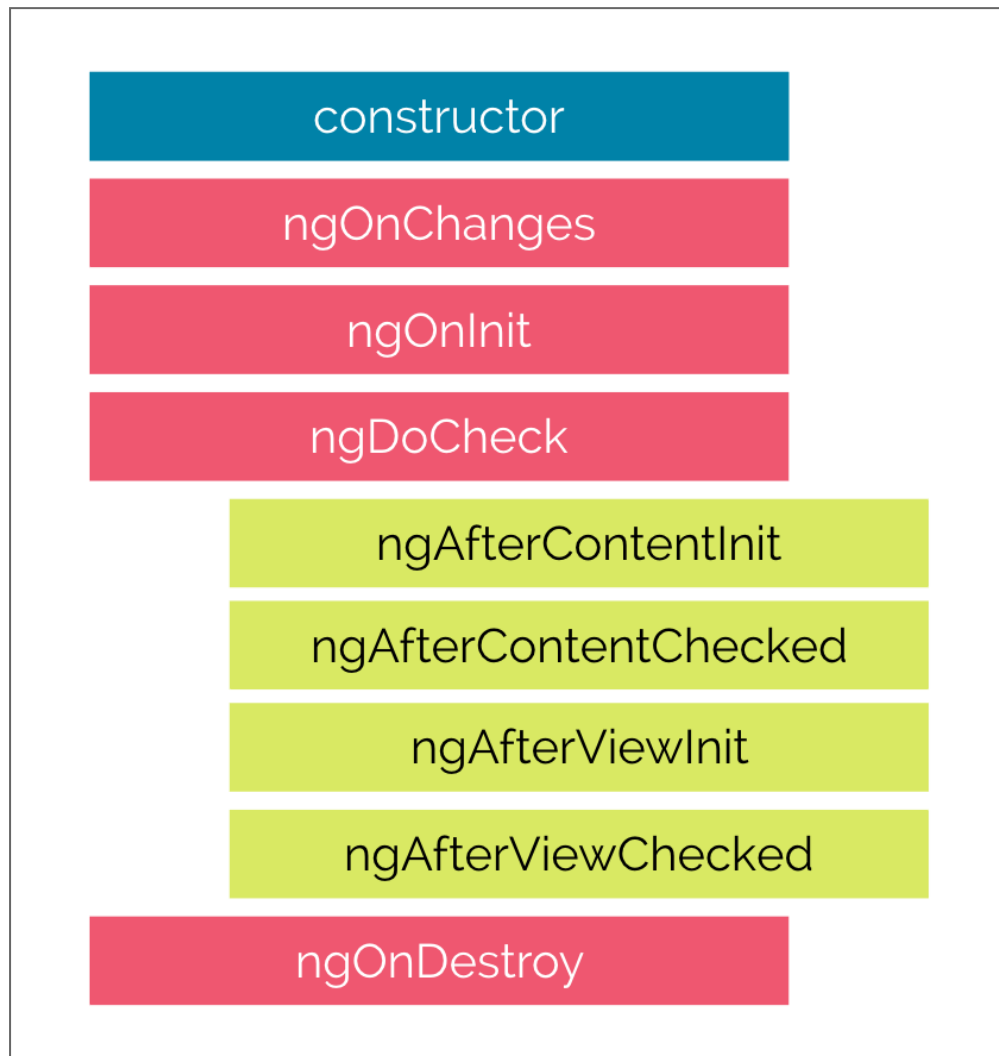 constructor
ngOnChanges
ngOnInit
ngDoCheck
ngAfterContentInit
ngAfterContentChecked
ngAfterViewInit
ngAfterViewChecked
ngOnDestroy